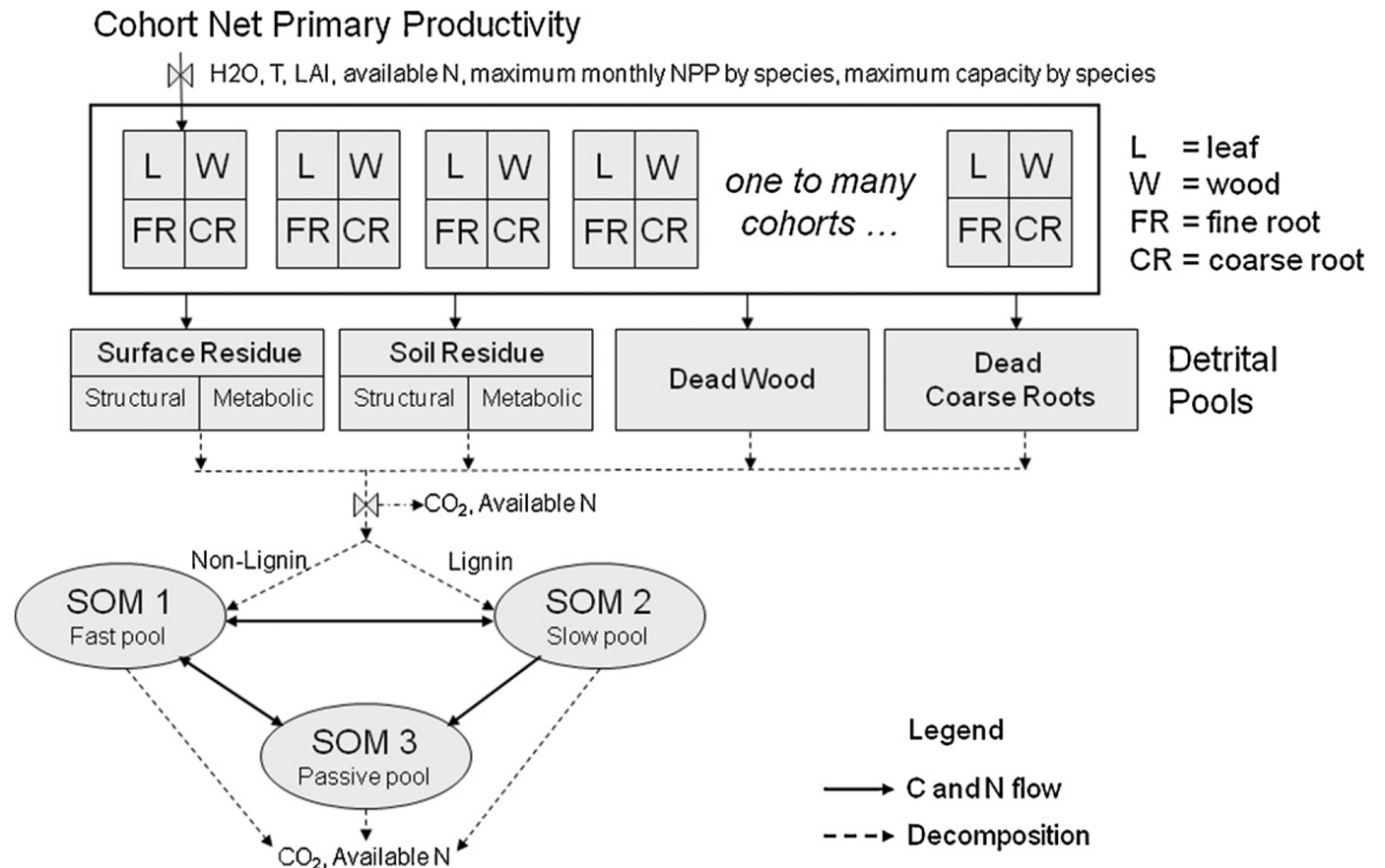 Cohort Net Primary Productivity
H2O, T, LAI, available N, maximum monthly NPP by species, maximum capacity by species
L W L W L W L W L W
FR CR FR CR FR CR FR CR FR CR
one to many
cohorts ...
L = leaf
W = wood
FR = fine root
CR = coarse root
Surface Residue
Structural Metabolic
Soil Residue
Structural Metabolic
Dead Wood
Dead
Coarse Roots
Detrital
Pools
CO₂, Available N
Non-Lignin
Lignin
SOM 1
Fast pool
SOM 2
Slow pool
SOM 3
Passive pool
CO₂, Available N
Legend
C and N flow
Decomposition